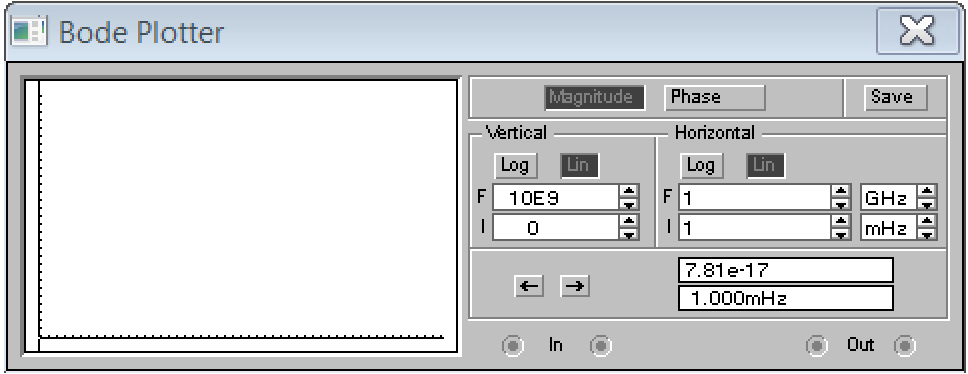 Bode Plotter
Magnitude Phase Save
Vertical Horizontal
Log Lin Log Lin
F 10E9 F 1 GHz
I 0 I 1 mHz
← → 7.81e-17
1.000mHz
In Out